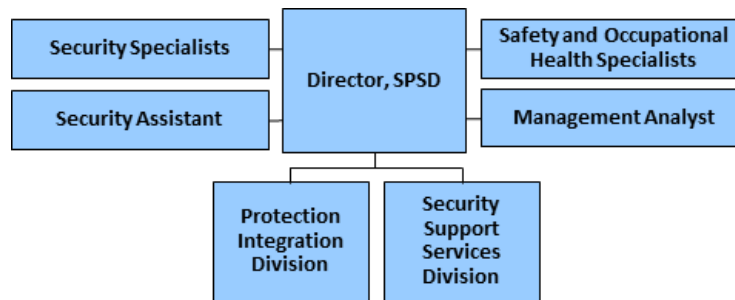 Security Specialists
Security Assistant
Director, SPSD
Safety and Occupational
Health Specialists
Management Analyst
Protection
Integration
Division
Security
Support
Services
Division